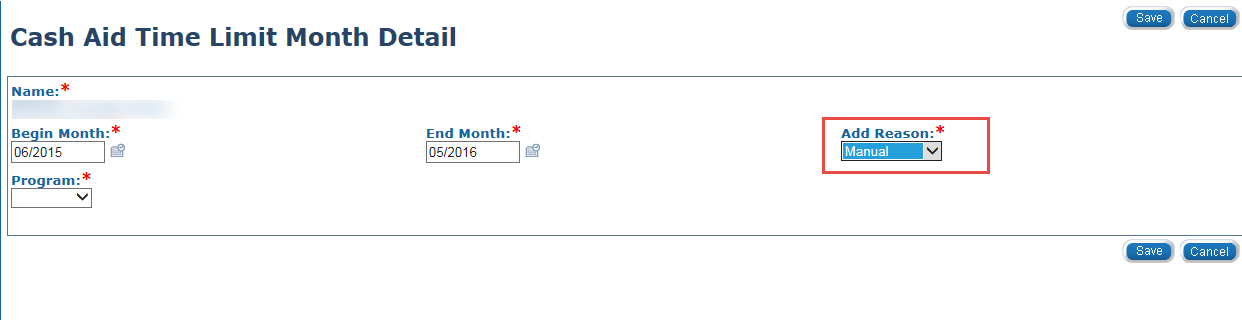 Save Cancel
Cash Aid Time Limit Month Detail
Name:*
Begin Month:* End Month:* Add Reason:*
06/2015 05/2016 Manual
Program:*
Save Cancel